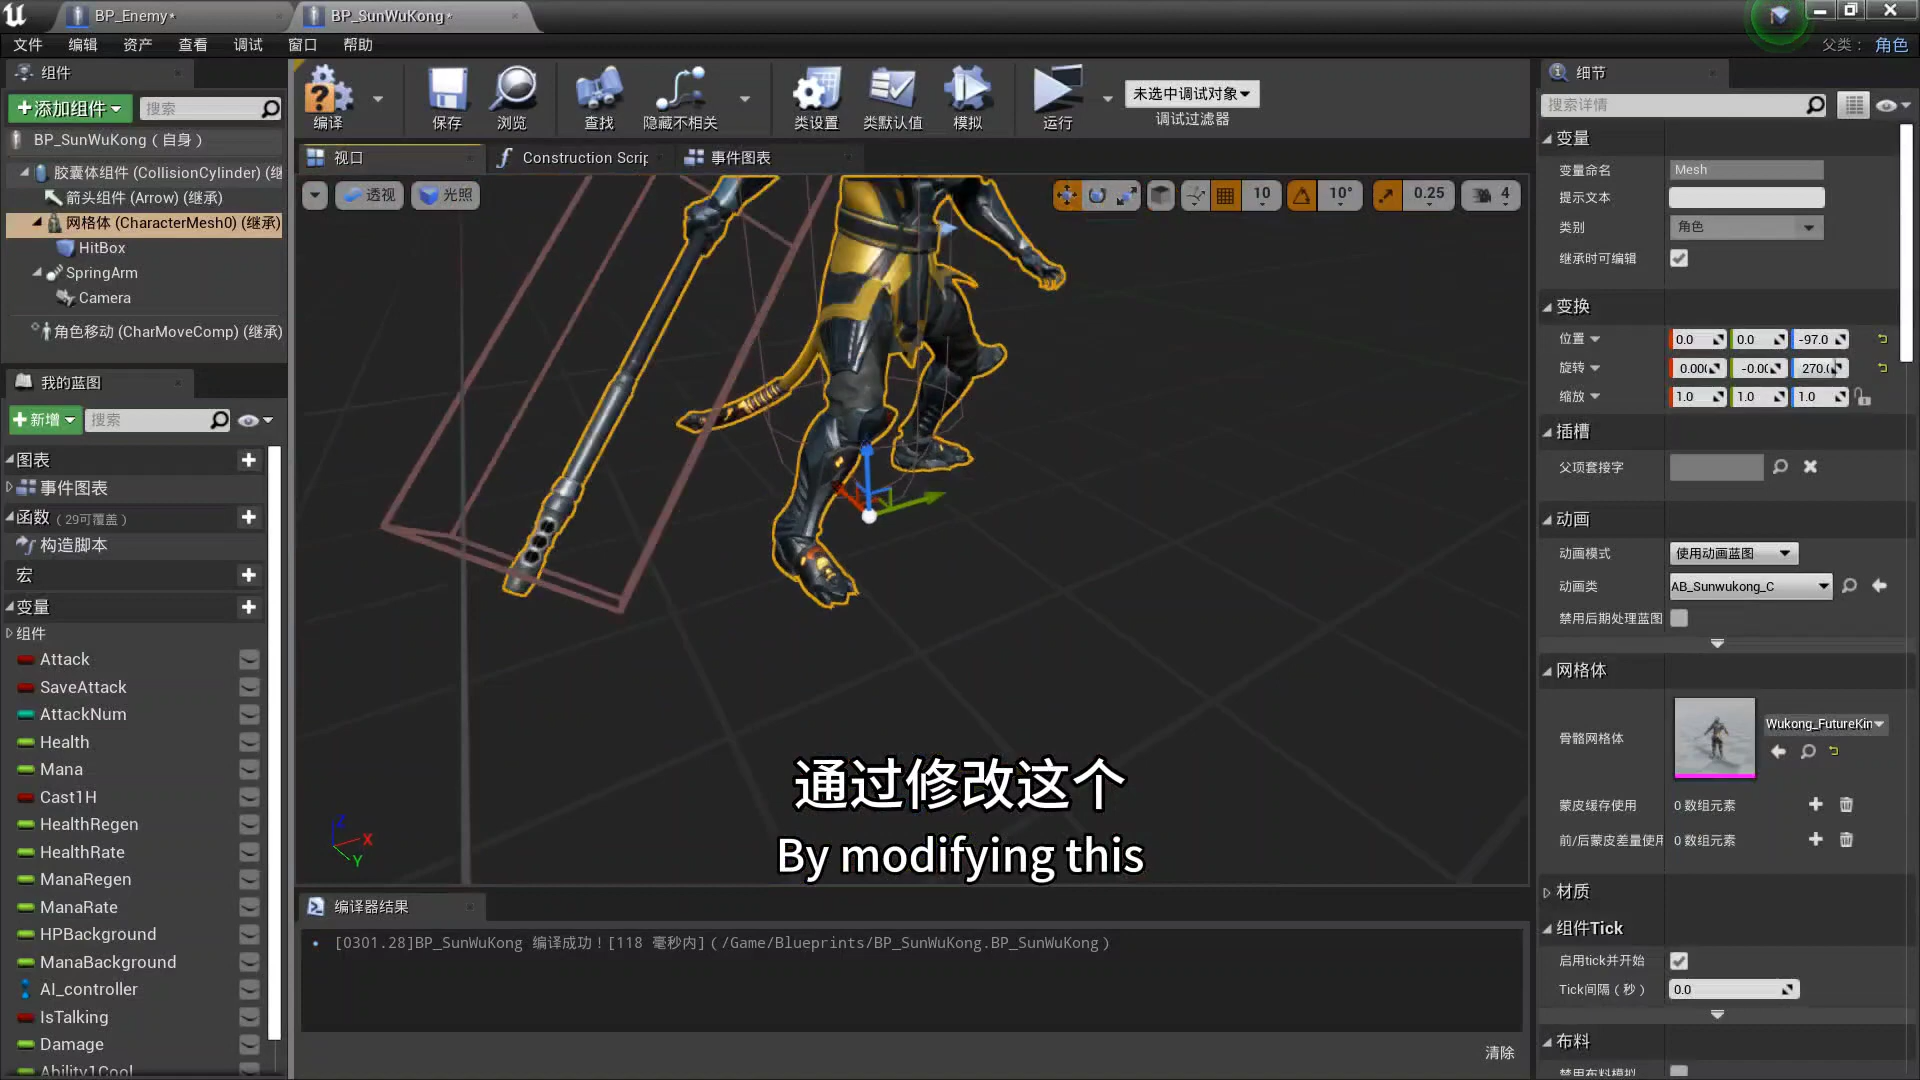 BP_Enemy*
BP_SunWuKong*
文件 编辑 资产 查看 调试 窗口 帮助
父类： 角色
组件
添加组件
搜索
BP_SunWuKong（自身）
胶囊体组件 (CollisionCylinder) (继
箭头组件 (Arrow) (继承)
网格体 (CharacterMesh0) (继承)
HitBox
SpringArm
Camera
角色移动 (CharMoveComp) (继承)
我的蓝图
新增
搜索
图表
事件图表
函数（29可覆盖）
构造脚本
宏
变量
组件
Attack
SaveAttack
AttackNum
Health
Mana
Cast1H
HealthRegen
HealthRate
ManaRegen
ManaRate
HPBackground
ManaBackground
AI_controller
IsTalking
Damage
Ability1Cool
编译 保存 浏览 查找 隐藏不相关 类设置 类默认值 模拟 运行
未选中调试对象
调试过滤器
视口 Construction Scrip 事件图表
透视 光照 10 10° 0.25 4
Z
X
Y
通过修改这个
By modifying this
编译器结果
[0301.28]BP_SunWuKong 编译成功！[118 毫秒内]（/Game/Blueprints/BP_SunWuKong.BP_SunWuKong）
清除
细节
搜索详情
变量
变量命名 Mesh
提示文本
类别 角色
继承时可编辑
变换
位置 0.0 0.0 -97.0
旋转 0.00 -0.00 270.
缩放 1.0 1.0 1.0
插槽
父项套接字
动画
动画模式 使用动画蓝图
动画类 AB_Sunwukong_C
禁用后期处理蓝图
网格体
骨骼网格体 Wukong_FutureKin
蒙皮缓存使用 0 数组元素
前/后蒙皮差量使用 0 数组元素
材质
组件Tick
启用tick并开始
Tick间隔（秒） 0.0
布料
禁用布料模拟